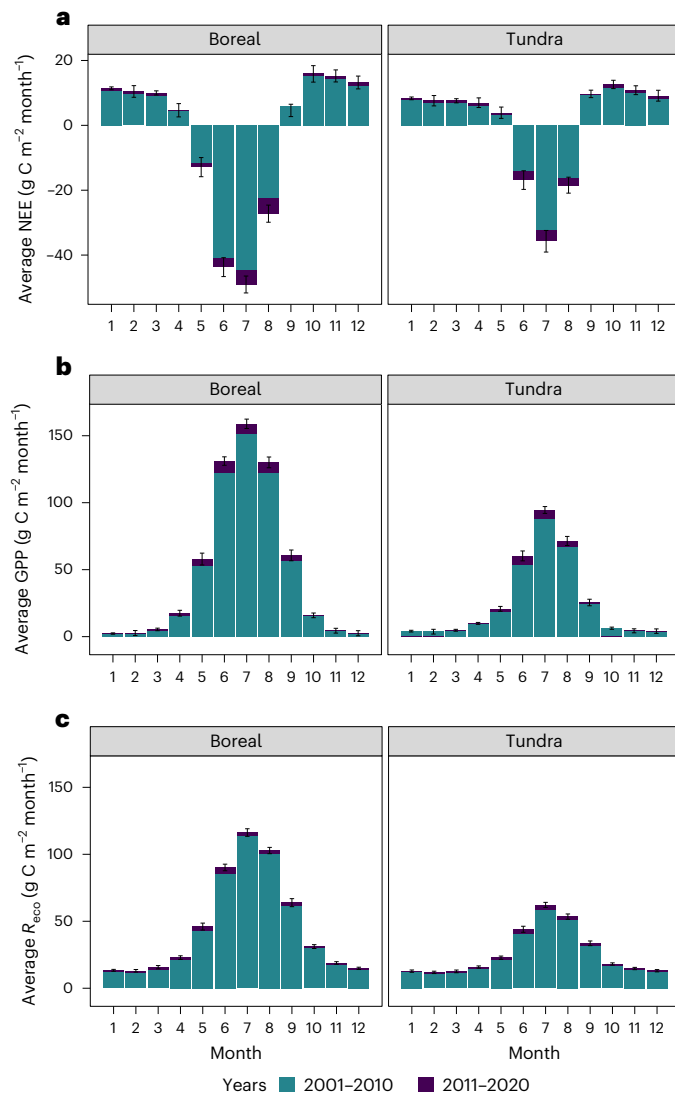 a
Boreal Tundra
20
0
−20
−40
Average NEE (g C m⁻² month⁻¹)
1 2 3 4 5 6 7 8 9 10 11 12 1 2 3 4 5 6 7 8 9 10 11 12
b
Boreal Tundra
150
100
50
0
Average GPP (g C m⁻² month⁻¹)
1 2 3 4 5 6 7 8 9 10 11 12 1 2 3 4 5 6 7 8 9 10 11 12
c
Boreal Tundra
150
100
50
0
Average R_eco (g C m⁻² month⁻¹)
1 2 3 4 5 6 7 8 9 10 11 12 1 2 3 4 5 6 7 8 9 10 11 12
Month Month
Years 2001–2010 2011–2020